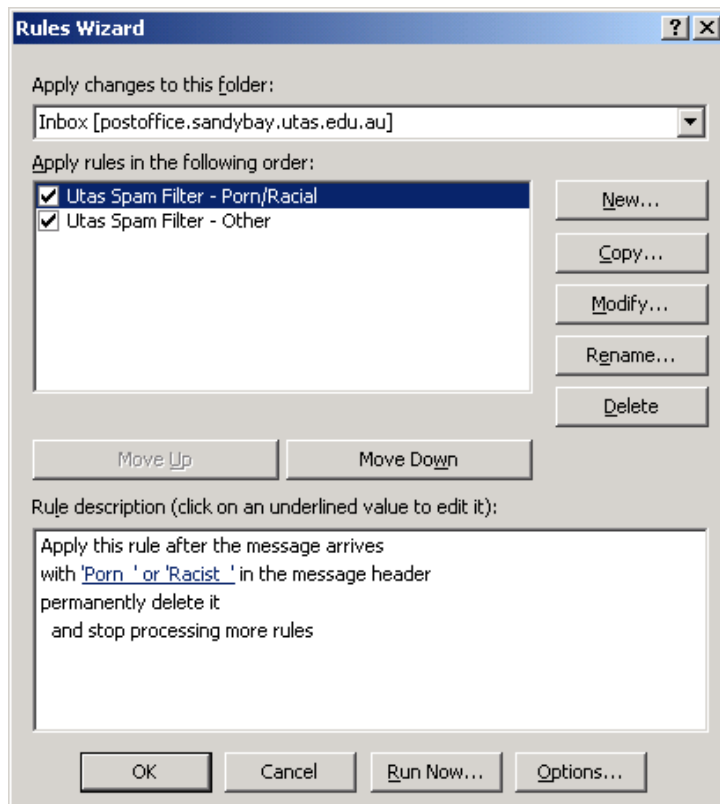 Rules Wizard
Apply changes to this folder:
Inbox [postoffice.sandybay.utas.edu.au]
Apply rules in the following order:
Utas Spam Filter - Porn/Racial
Utas Spam Filter - Other
New...
Copy...
Modify...
Rename...
Delete
Move Up
Move Down
Rule description (click on an underlined value to edit it):
Apply this rule after the message arrives
with 'Porn_' or 'Racist_' in the message header
permanently delete it
and stop processing more rules
OK
Cancel
Run Now...
Options...